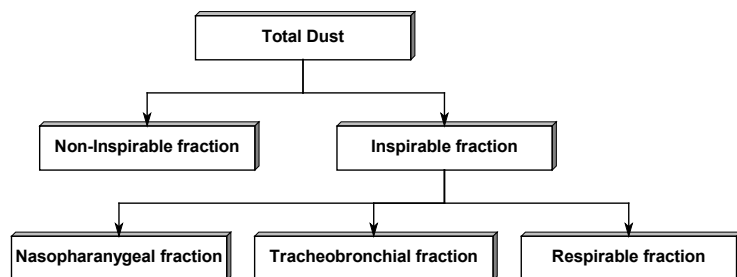 Total Dust
Non-Inspirable fraction
Inspirable fraction
Nasopharanygeal fraction
Tracheobronchial fraction
Respirable fraction